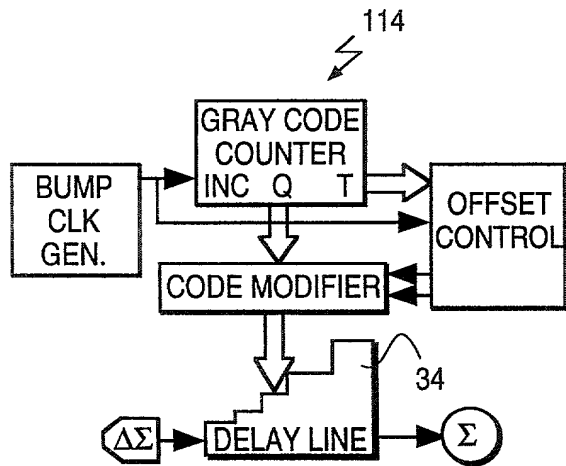 114
GRAY CODE
COUNTER
INC Q T
BUMP
CLK
GEN.
OFFSET
CONTROL
CODE MODIFIER
34
ΔΣ
DELAY LINE
Σ